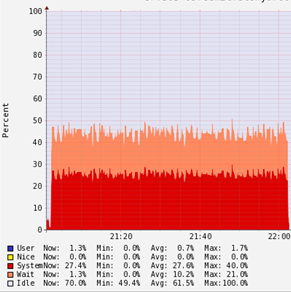 100
90
80
70
60
50
40
30
20
10
0
Percent
21:20 21:40 22:00
User Now: 1.3% Min: 0.0% Avg: 0.7% Max: 1.7%
Nice Now: 0.0% Min: 0.0% Avg: 0.0% Max: 0.0%
System Now: 27.4% Min: 0.0% Avg: 27.6% Max: 40.0%
Wait Now: 1.3% Min: 0.0% Avg: 10.2% Max: 21.0%
Idle Now: 70.0% Min: 49.4% Avg: 61.5% Max:100.0%